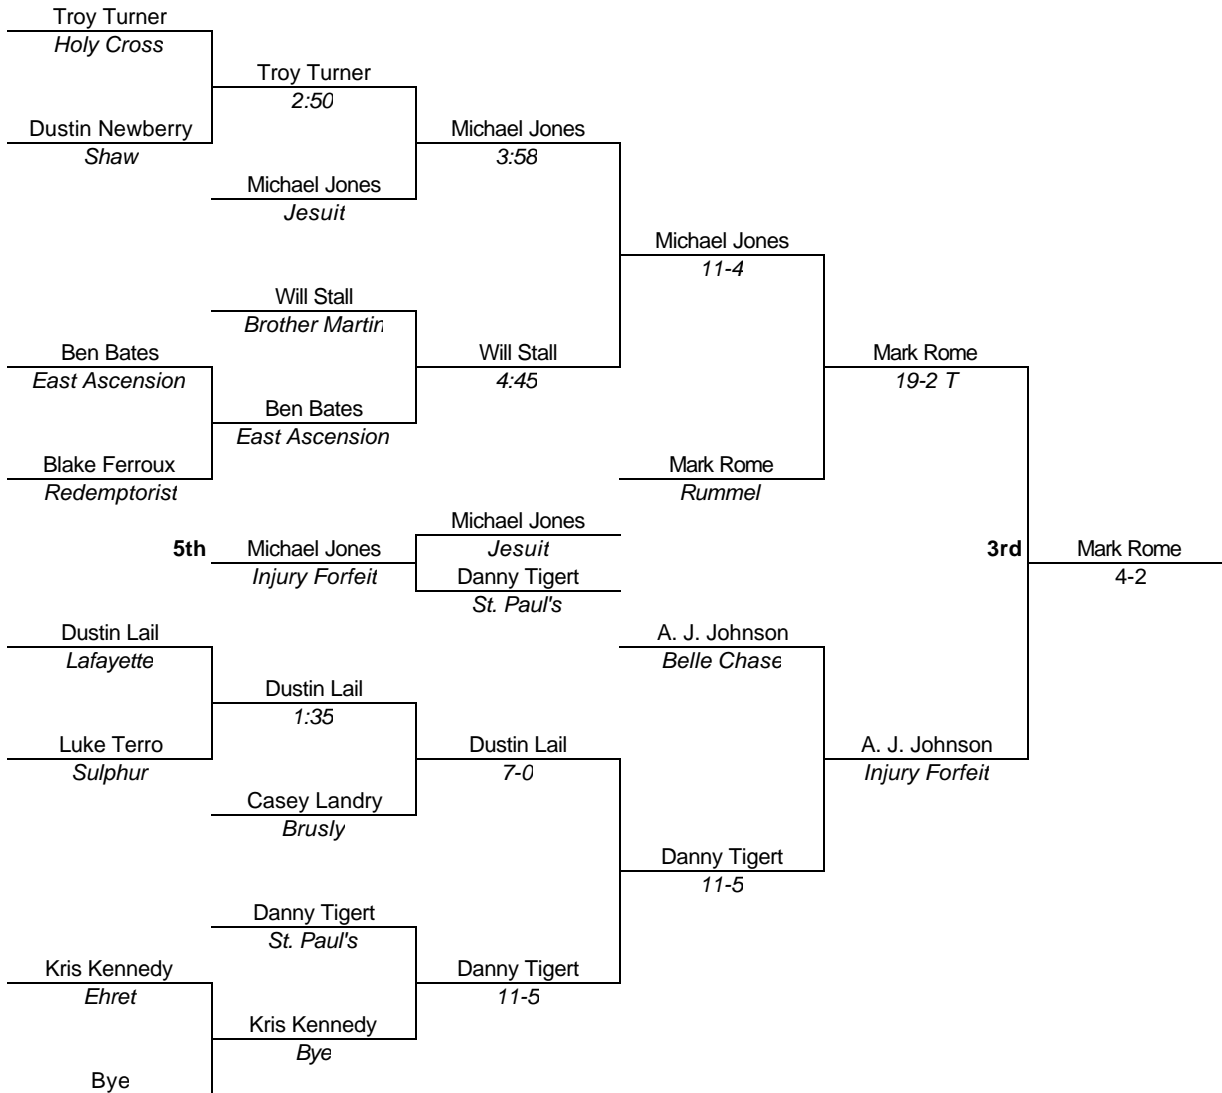 Troy Turner
Holy Cross
Troy Turner
2:50
Dustin Newberry
Shaw
Michael Jones
3:58
Michael Jones
Jesuit
Michael Jones
11-4
Will Stall
Brother Martin
Ben Bates
East Ascension
Will Stall
4:45
Mark Rome
19-2 T
Ben Bates
East Ascension
Blake Ferroux
Redemptorist
Mark Rome
Rummel
Michael Jones
Jesuit
5th
Michael Jones
Injury Forfeit
Danny Tigert
St. Paul's
3rd
Mark Rome
4-2
Dustin Lail
Lafayette
A. J. Johnson
Belle Chase
Dustin Lail
1:35
Luke Terro
Sulphur
Dustin Lail
7-0
A. J. Johnson
Injury Forfeit
Casey Landry
Brusly
Danny Tigert
11-5
Danny Tigert
St. Paul's
Kris Kennedy
Ehret
Danny Tigert
11-5
Kris Kennedy
Bye
Bye